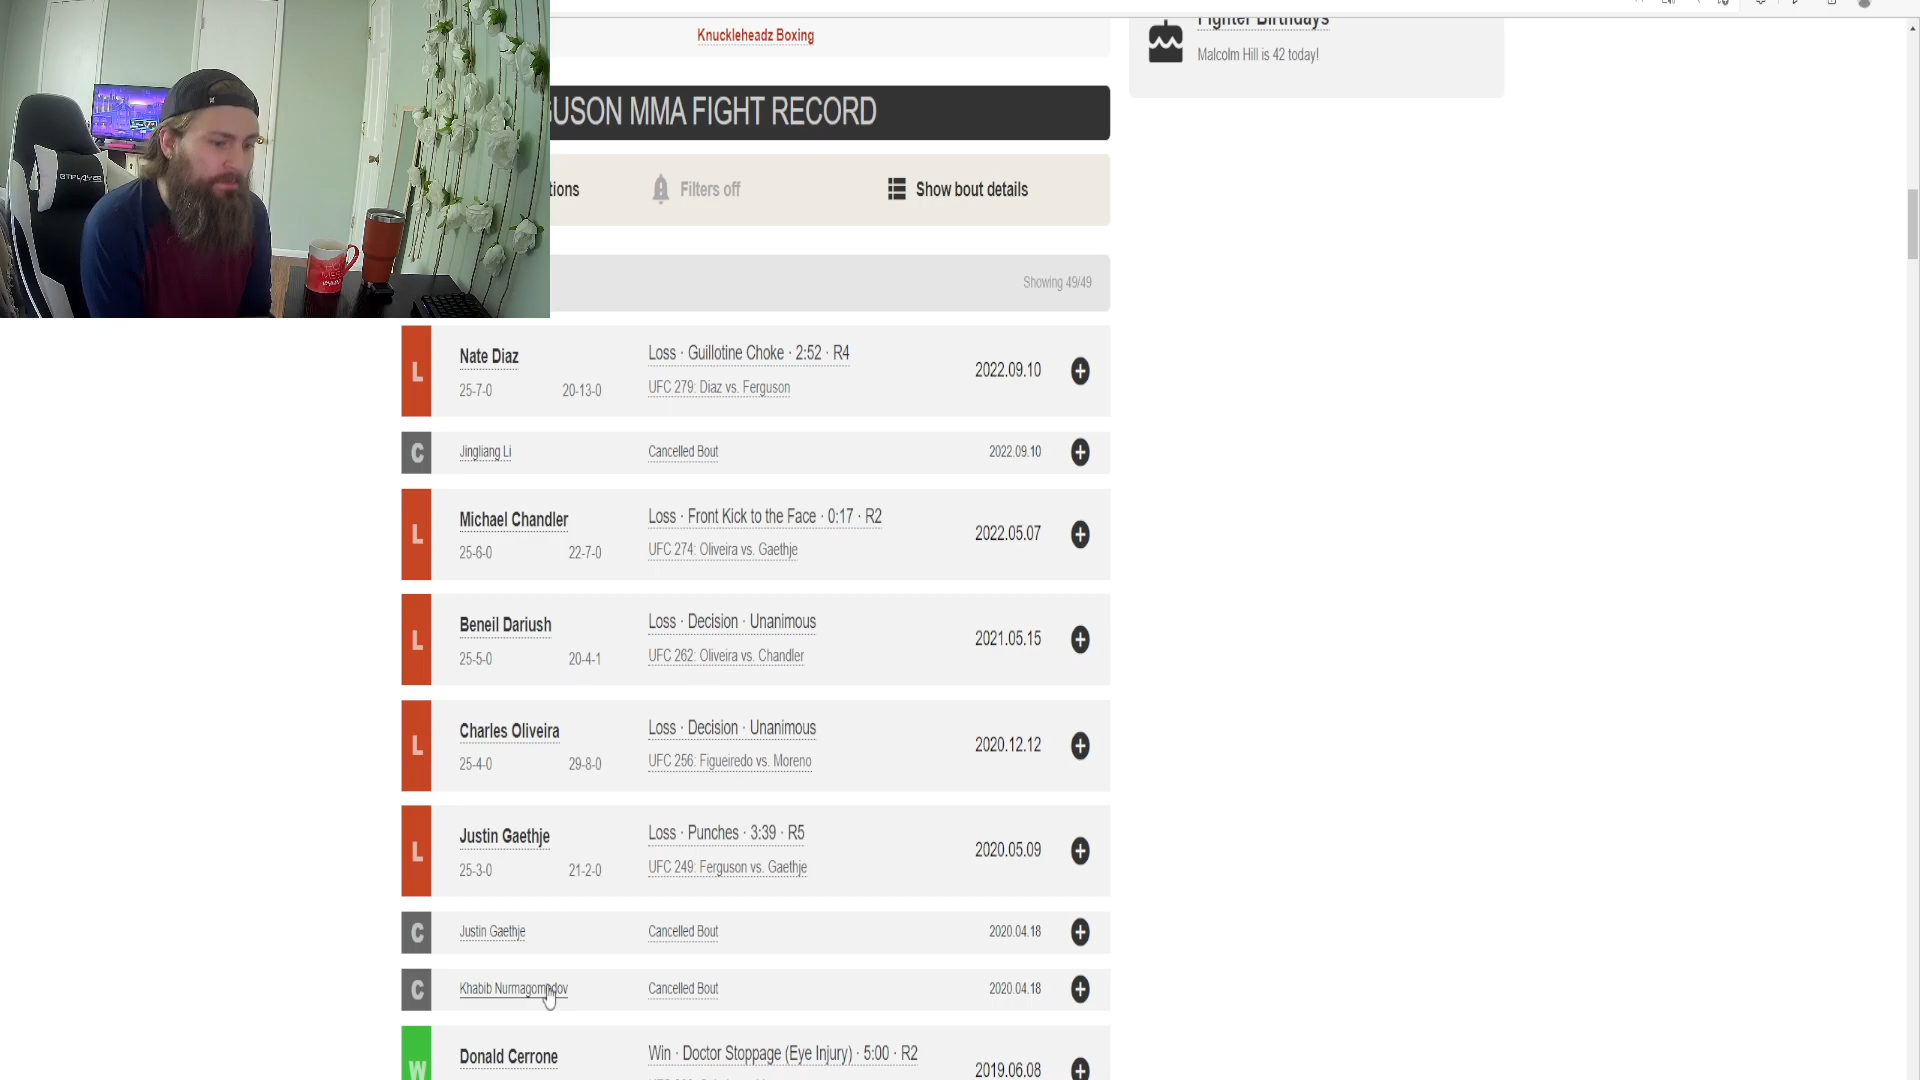 Fighter Birthdays
Malcolm Hill is 42 today!
Knuckleheadz Boxing
GUSON MMA FIGHT RECORD
tions
Filters off
Show bout details
Showing 49/49
L
Nate Diaz
25-7-0
20-13-0
Loss · Guillotine Choke · 2:52 · R4
UFC 279: Diaz vs. Ferguson
2022.09.10
C
Jingliang Li
Cancelled Bout
2022.09.10
L
Michael Chandler
25-6-0
22-7-0
Loss · Front Kick to the Face · 0:17 · R2
UFC 274: Oliveira vs. Gaethje
2022.05.07
L
Beneil Dariush
25-5-0
20-4-1
Loss · Decision · Unanimous
UFC 262: Oliveira vs. Chandler
2021.05.15
L
Charles Oliveira
25-4-0
29-8-0
Loss · Decision · Unanimous
UFC 256: Figueiredo vs. Moreno
2020.12.12
L
Justin Gaethje
25-3-0
21-2-0
Loss · Punches · 3:39 · R5
UFC 249: Ferguson vs. Gaethje
2020.05.09
C
Justin Gaethje
Cancelled Bout
2020.04.18
C
Khabib Nurmagomedov
Cancelled Bout
2020.04.18
W
Donald Cerrone
Win · Doctor Stoppage (Eye Injury) · 5:00 · R2
2019.06.08
GTPLAYER